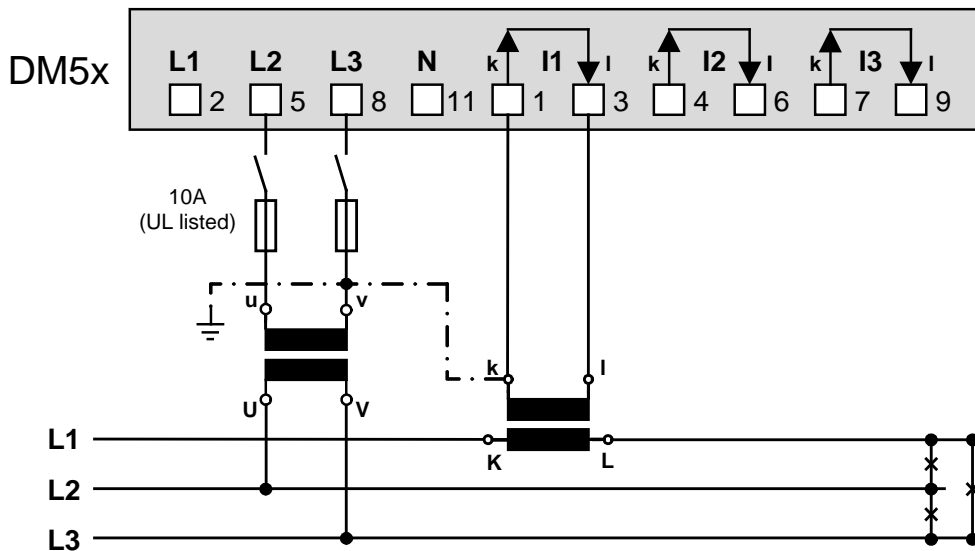 DM5x
L1 L2 L3 N k I1 l k I2 l k I3 l
2 5 8 11 1 3 4 6 7 9
10A
(UL listed)
u v
k l
U V
L1 K L
L2
L3